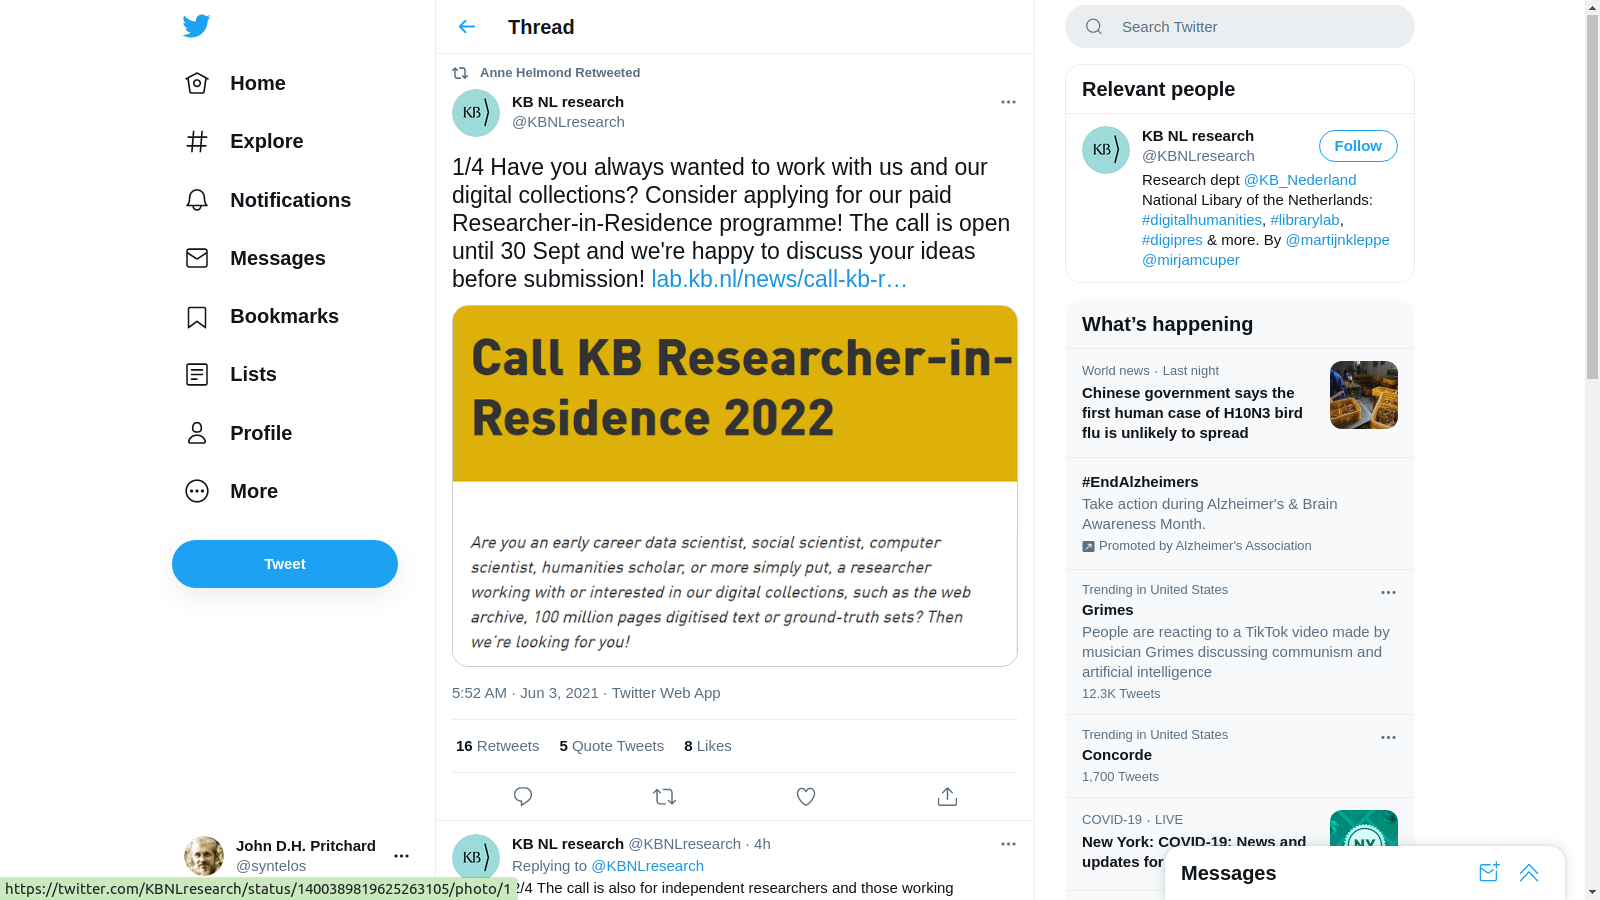 Home
Explore
Notifications
Messages
Bookmarks
Lists
Profile
More
Tweet
John D.H. Pritchard
@syntelos
https://twitter.com/KBNLresearch/status/1400389819625263105/photo/1
Thread
Anne Helmond Retweeted
KB
KB NL research
@KBNLresearch
1/4 Have you always wanted to work with us and our
digital collections? Consider applying for our paid
Researcher-in-Residence programme! The call is open
until 30 Sept and we're happy to discuss your ideas
before submission! lab.kb.nl/news/call-kb-r…
Call KB Researcher-in-
Residence 2022
Are you an early career data scientist, social scientist, computer
scientist, humanities scholar, or more simply put, a researcher
working with or interested in our digital collections, such as the web
archive, 100 million pages digitised text or ground-truth sets? Then
we're looking for you!
5:52 AM · Jun 3, 2021 · Twitter Web App
16 Retweets 5 Quote Tweets 8 Likes
KB
KB NL research @KBNLresearch · 4h
Replying to @KBNLresearch
2/4 The call is also for independent researchers and those working
Search Twitter
Relevant people
KB
KB NL research
@KBNLresearch
Follow
Research dept @KB_Nederland
National Libary of the Netherlands:
#digitalhumanities, #librarylab,
#digipres & more. By @martijnkleppe
@mirjamcuper
What's happening
World news · Last night
Chinese government says the
first human case of H10N3 bird
flu is unlikely to spread
#EndAlzheimers
Take action during Alzheimer's & Brain
Awareness Month.
Promoted by Alzheimer's Association
Trending in United States
Grimes
People are reacting to a TikTok video made by
musician Grimes discussing communism and
artificial intelligence
12.3K Tweets
Trending in United States
Concorde
1,700 Tweets
COVID-19 · LIVE
New York: COVID-19: News and
updates for
NY
Messages